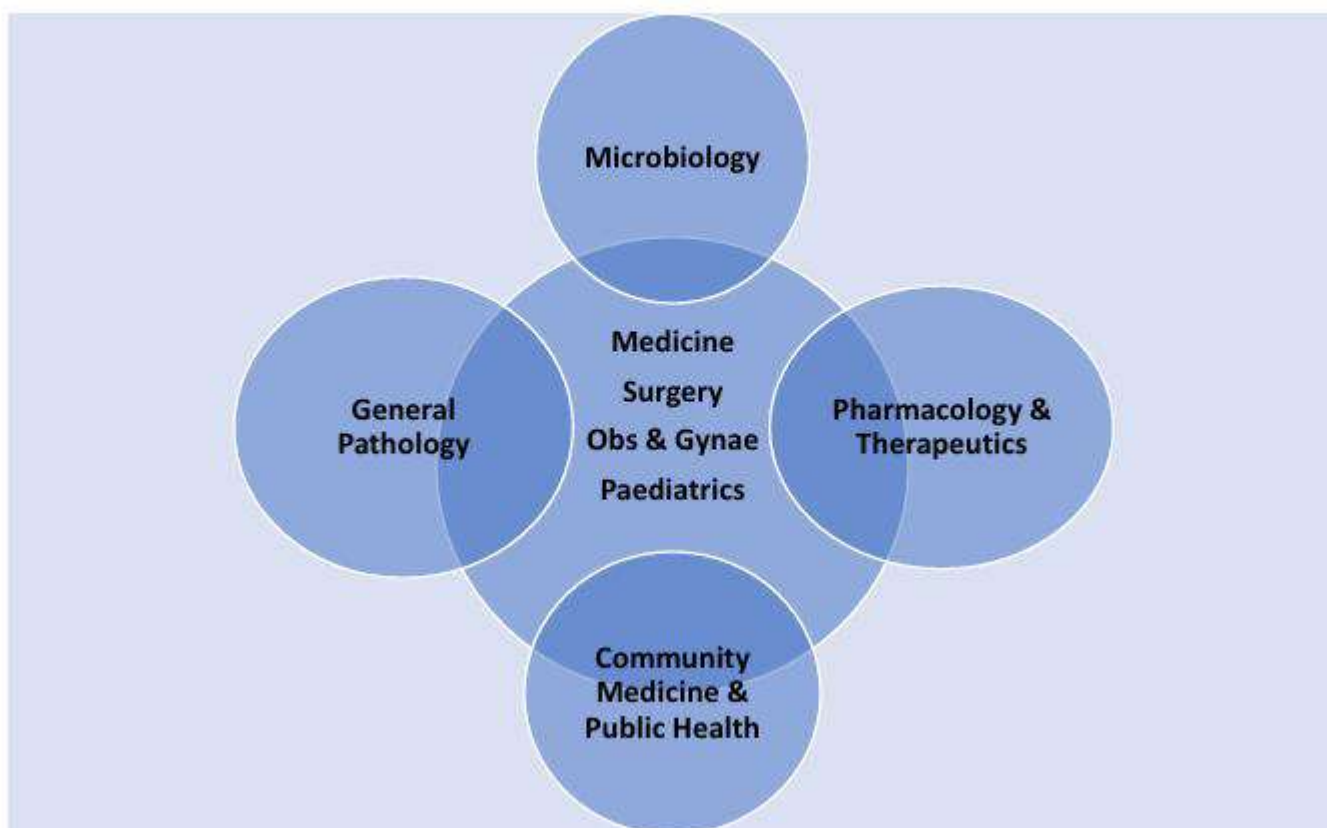 Microbiology
Medicine
Surgery
Obs & Gynae
Paediatrics
General
Pathology
Pharmacology &
Therapeutics
Community
Medicine &
Public Health